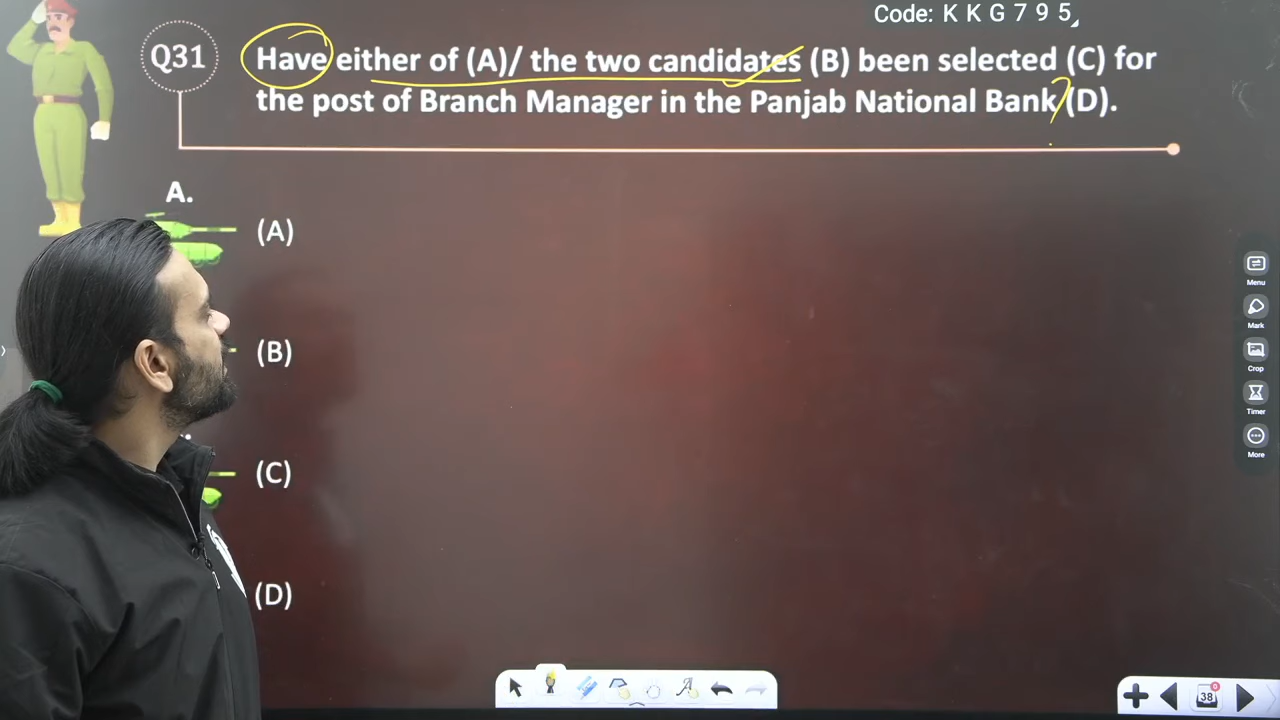 Code: K K G 7 9 5
Q31
Have either of (A)/ the two candidates (B) been selected (C) for
the post of Branch Manager in the Panjab National Bank (D).
?
A.
(A)
(B)
(C)
(D)
Menu
Mark
Crop
Timer
More
38